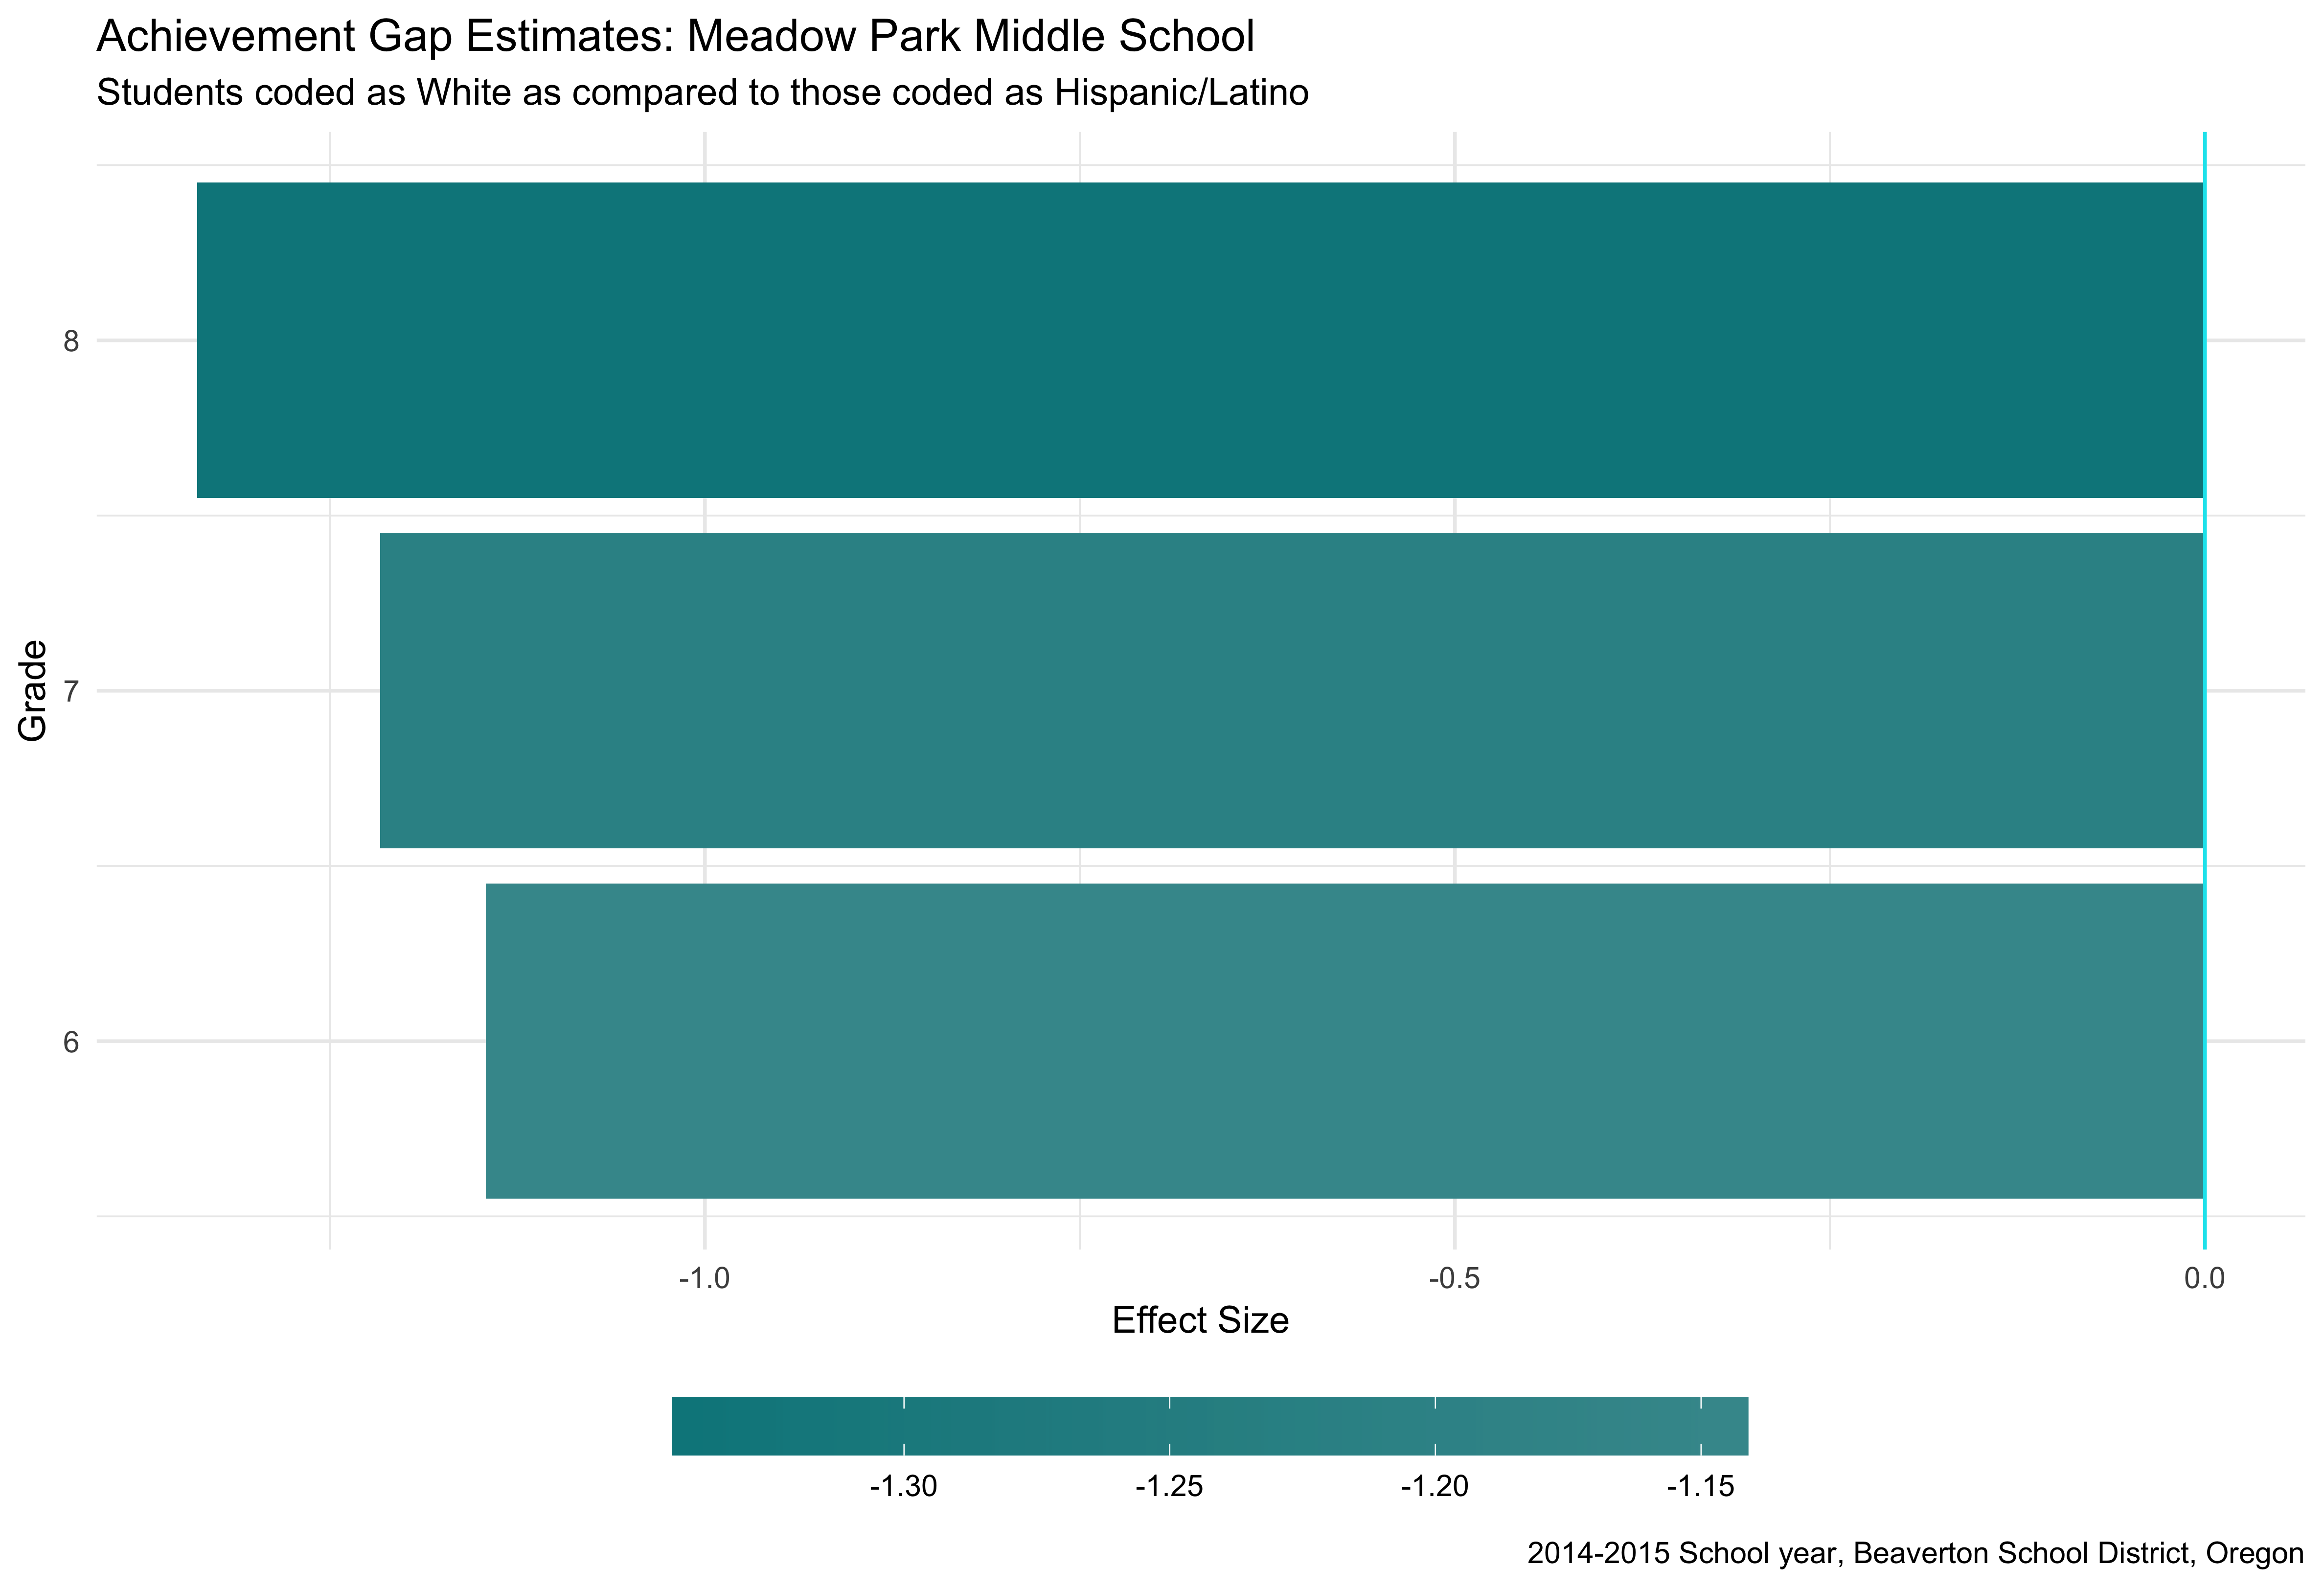 Achievement Gap Estimates: Meadow Park Middle School
Students coded as White as compared to those coded as Hispanic/Latino
8
7
6
Grade
-1.0 -0.5 0.0
Effect Size
-1.30 -1.25 -1.20 -1.15
2014-2015 School year, Beaverton School District, Oregon